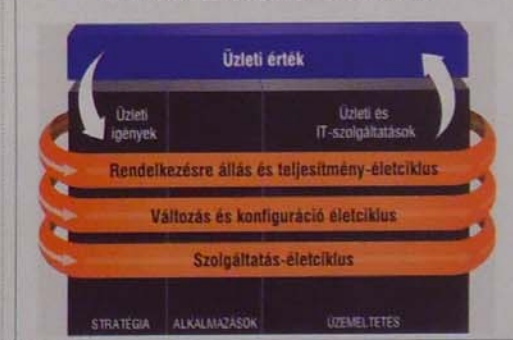 Üzleti érték
Üzleti
igények
Üzleti és
IT-szolgáltatások
Rendelkezésre állás és teljesítmény-életciklus
Változás és konfiguráció életciklus
Szolgáltatás-életciklus
STRATÉGIA ALKALMAZÁSOK ÜZEMELTETÉS